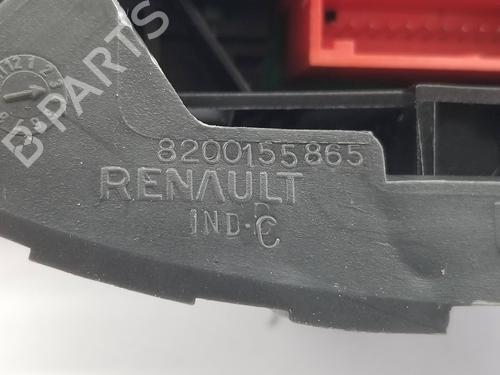 B-PARTS
8200155865
RENAULT
IND-C